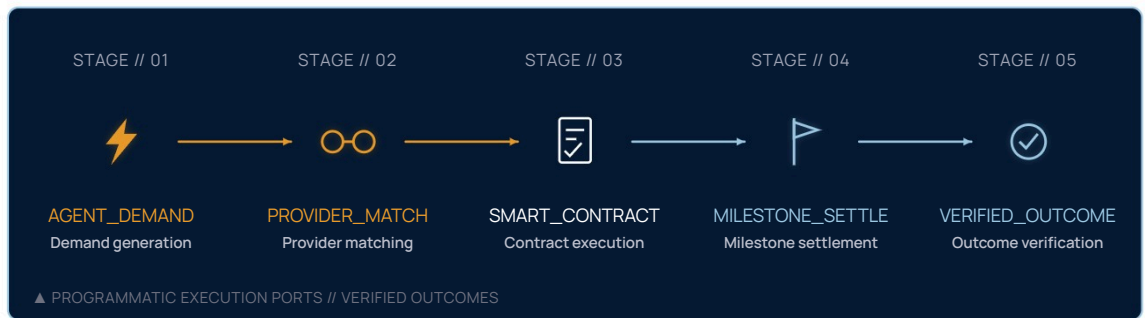 STAGE // 01
STAGE // 02
STAGE // 03
STAGE // 04
STAGE // 05
AGENT_DEMAND
Demand generation
PROVIDER_MATCH
Provider matching
SMART_CONTRACT
Contract execution
MILESTONE_SETTLE
Milestone settlement
VERIFIED_OUTCOME
Outcome verification
▲ PROGRAMMATIC EXECUTION PORTS // VERIFIED OUTCOMES